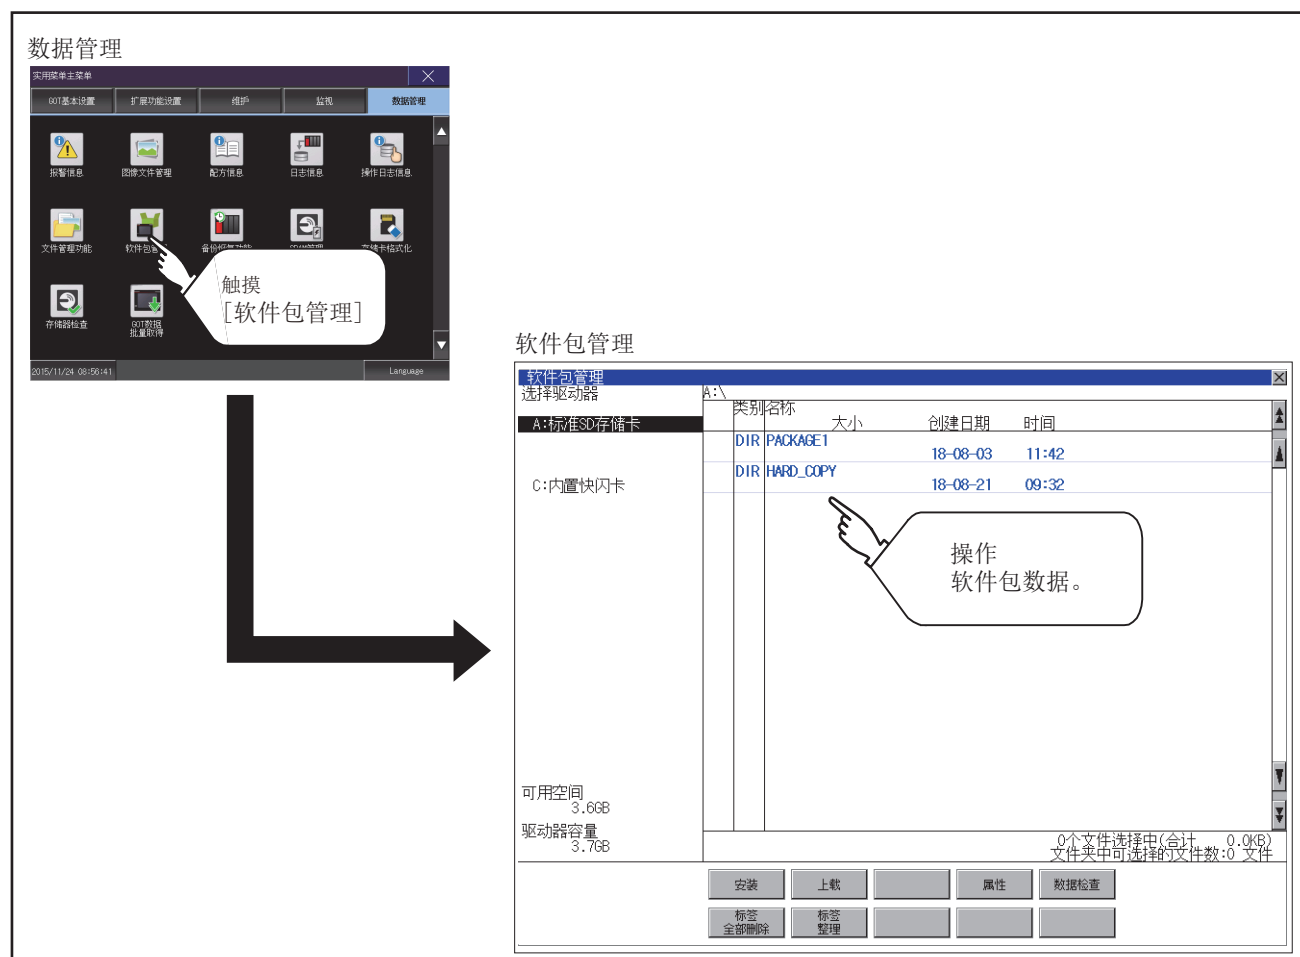 数据管理
实用菜单主菜单
GOT基本设置 扩展功能设置 维护 监视 数据管理
报警信息 图像文件管理 配方信息 日志信息 操作日志信息
文件管理功能 软件包管
触摸
[软件包管理]
存储器检查 GOT数据
批量取得
2015/11/24 08:56:41 Language
软件包管理
软件包管理
选择驱动器 A:\
类别 名称
大小 创建日期 时间
A:标准SD存储卡
DIR PACKAGE1
18-08-03 11:42
DIR HARD_COPY
C:内置快闪卡 18-08-21 09:32
操作
软件包数据。
可用空间
3.6GB
驱动器容量
3.7GB
0个文件选择中(合计 0.0KB)
文件夹中可选择的文件数:0 文件
安装 上载 属性 数据检查
标签
全部删除
标签
整理